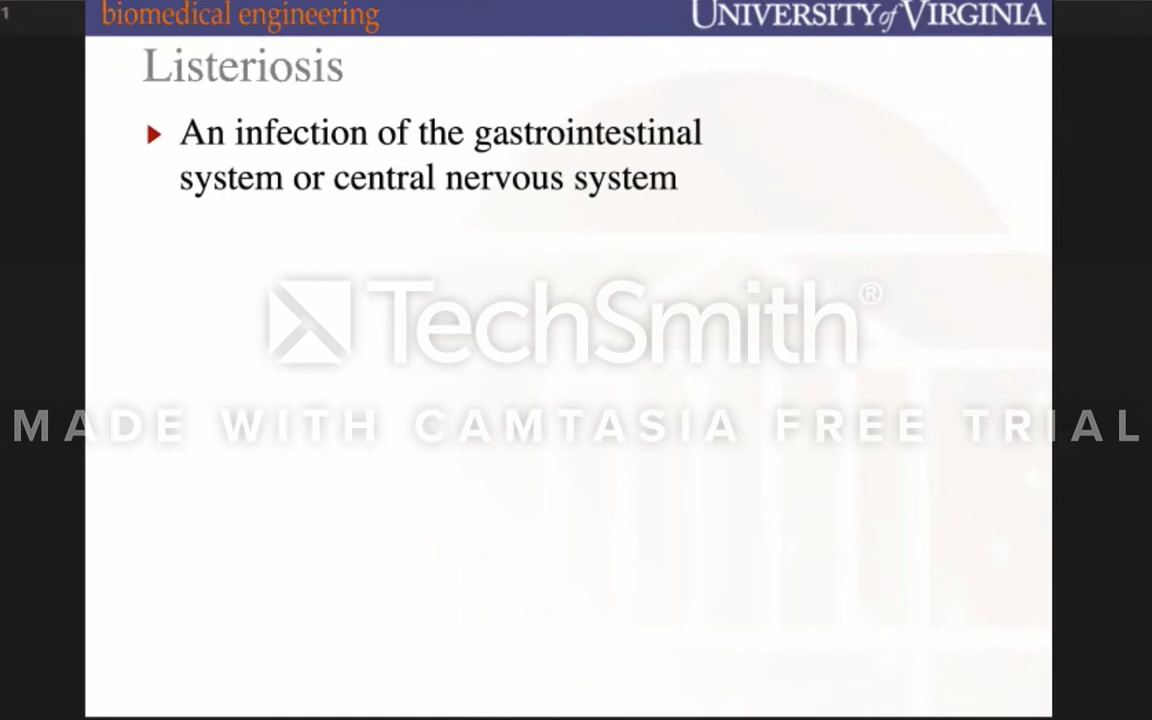 1
biomedical engineering
UNIVERSITY of VIRGINIA
Listeriosis
An infection of the gastrointestinal
system or central nervous system
TechSmith®
MADE WITH CAMTASIA FREE TRIAL